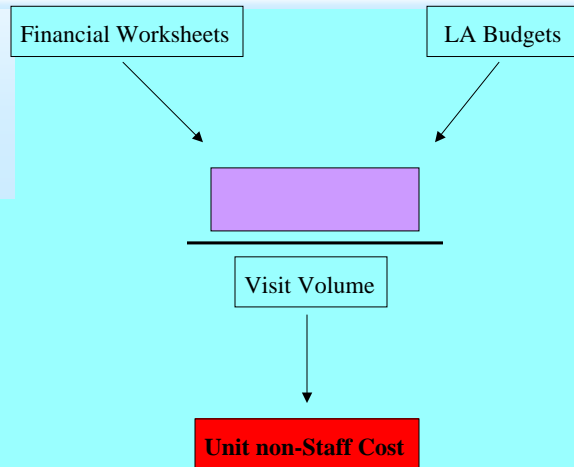 Financial Worksheets
LA Budgets
Visit Volume
Unit non-Staff Cost